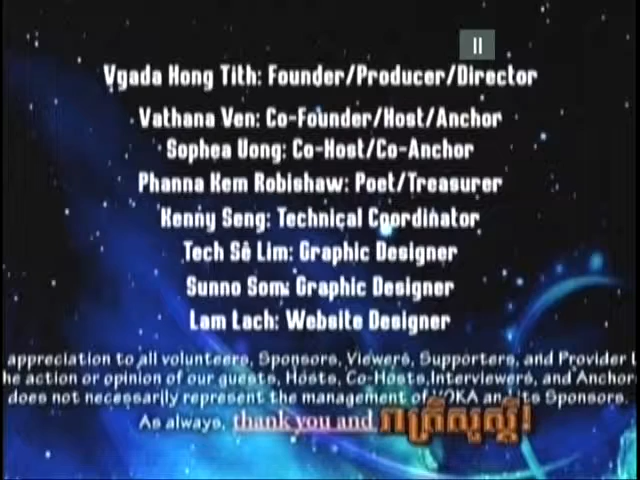 Vgada Hong Tith: Founder/Producer/Director
Vathana Ven: Co-Founder/Host/Anchor
Sophea Uong: Co-Host/Co-Anchor
Phanna Kem Robishaw: Poet/Treasurer
Kenny Seng: Technical Coordinator
Tech Sê Lim: Graphic Designer
Sunno Som: Graphic Designer
Lam Lach: Website Designer
appreciation to all volunteers, Sponsors, Viewers, Supporters, and Provider
he action or opinion of our guests, Hosts, Co-Hosts,Interviewers, and Anchor
does not necessarily represent the management of VOKA an its Sponsors.
As always, thank you and រាត្រីសួស្តី!